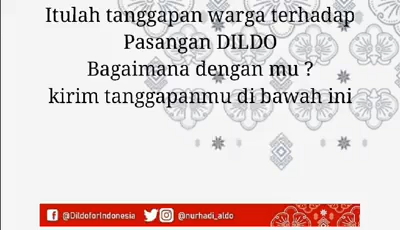 Itulah tanggapan warga terhadap
Pasangan DILDO
Bagaimana dengan mu ?
kirim tanggapanmu di bawah ini
@DildoforIndonesia @nurhadi_aldo